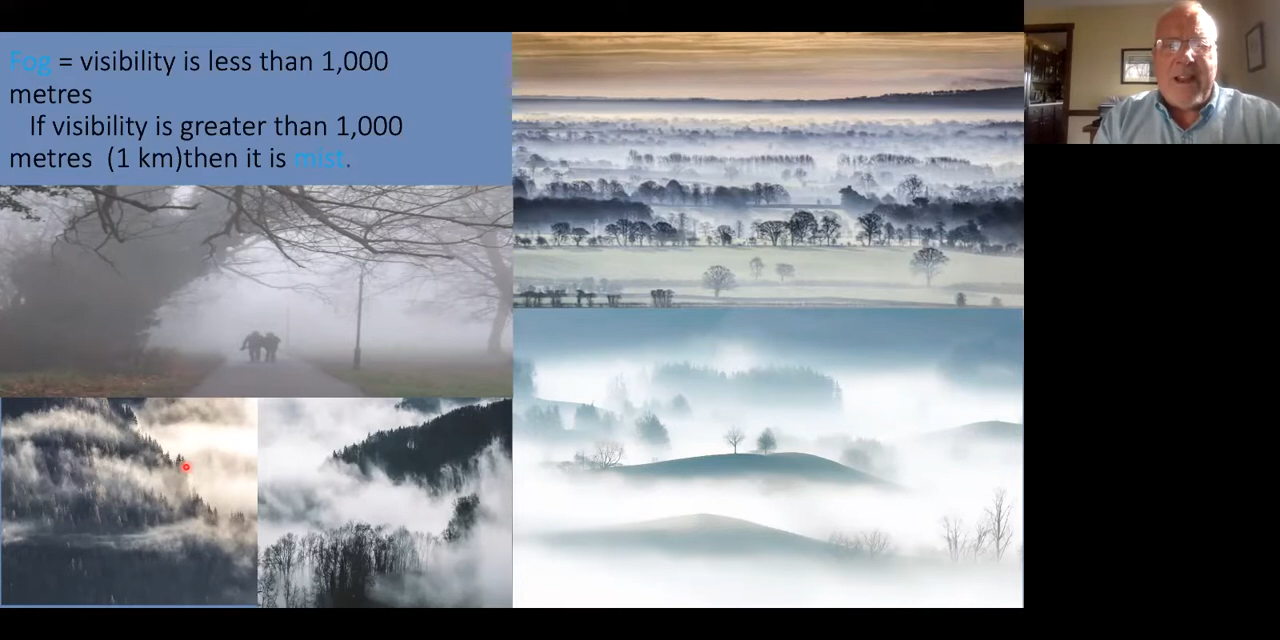 Fog = visibility is less than 1,000
metres
If visibility is greater than 1,000
metres (1 km)then it is mist.